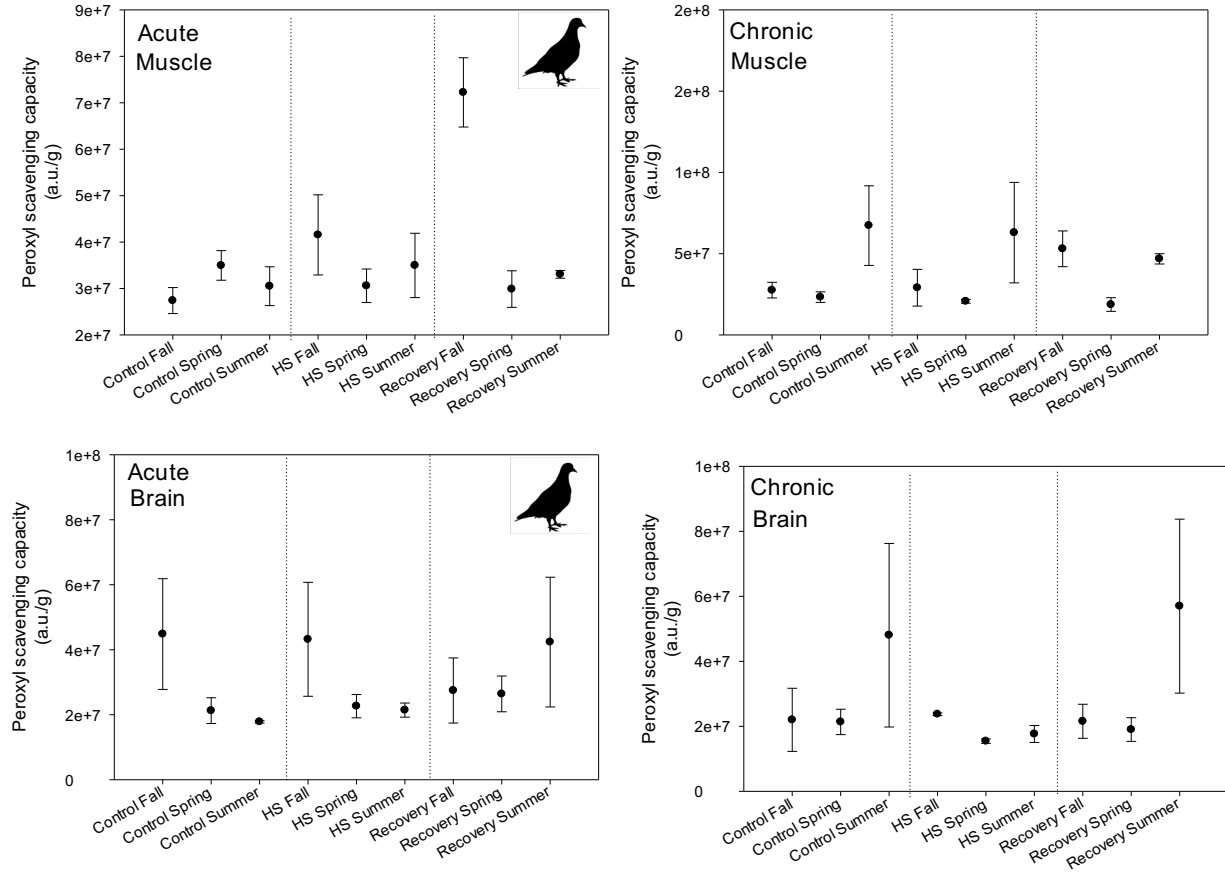 Acute
Muscle
Peroxyl scavenging capacity
(a.u./g)
9e+7
8e+7
7e+7
6e+7
5e+7
4e+7
3e+7
2e+7
Control Fall
Control Spring
Control Summer
HS Fall
HS Spring
HS Summer
Recovery Fall
Recovery Spring
Recovery Summer
Chronic
Muscle
Peroxyl scavenging capacity
(a.u./g)
2e+8
2e+8
1e+8
5e+7
0
Control Fall
Control Spring
Control Summer
HS Fall
HS Spring
HS Summer
Recovery Fall
Recovery Spring
Recovery Summer
Acute
Brain
Peroxyl scavenging capacity
(a.u./g)
1e+8
8e+7
6e+7
4e+7
2e+7
0
Control Fall
Control Spring
Control Summer
HS Fall
HS Spring
HS Summer
Recovery Fall
Recovery Spring
Recovery Summer
Chronic
Brain
Peroxyl scavenging capacity
(a.u./g)
1e+8
8e+7
6e+7
4e+7
2e+7
0
Control Fall
Control Spring
Control Summer
HS Fall
HS Spring
HS Summer
Recovery Fall
Recovery Spring
Recovery Summer